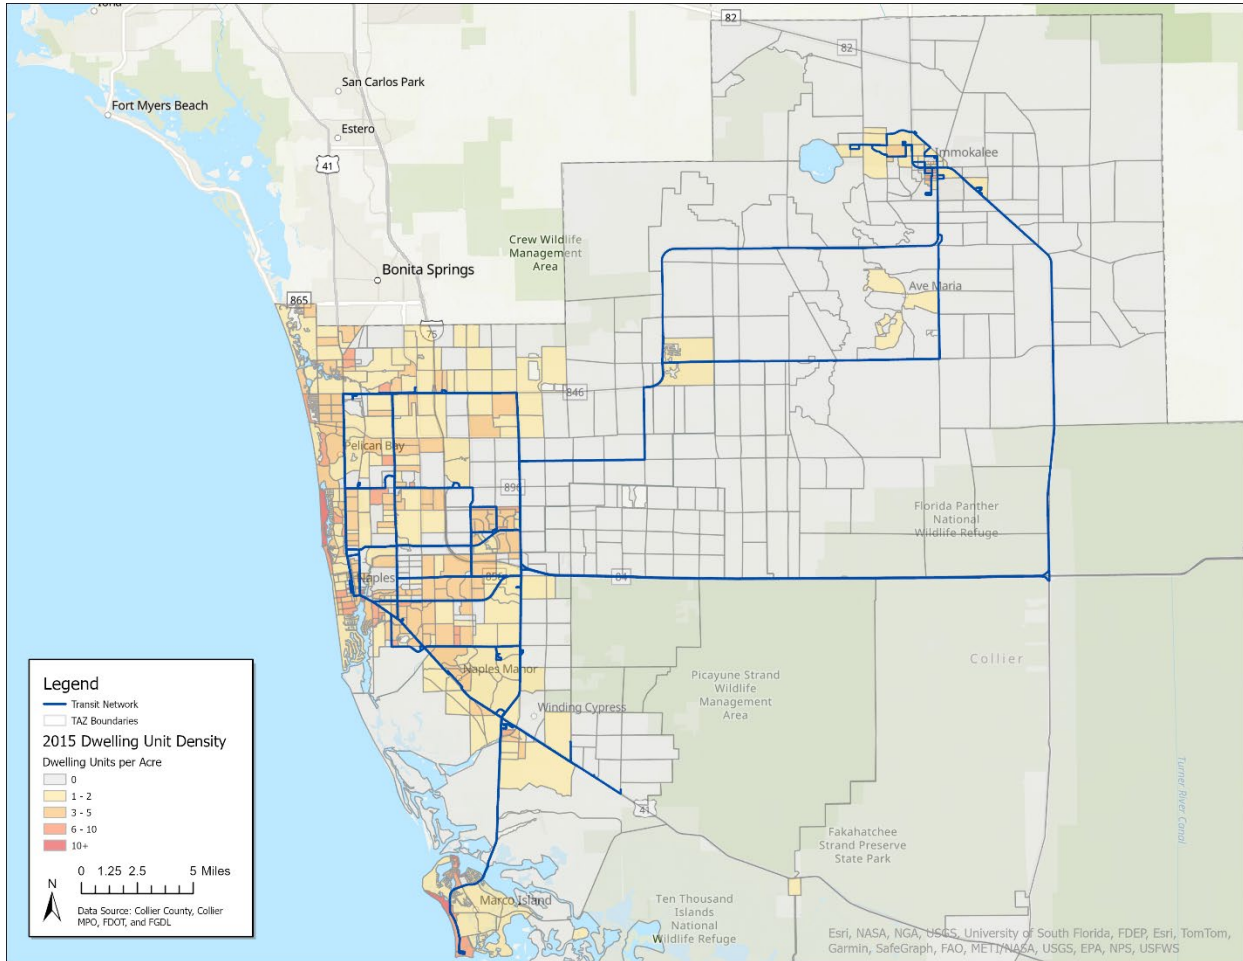 Iona
82
82
San Carlos Park
Fort Myers Beach
Estero
41
Immokalee
Crew Wildlife
Management
Area
Bonita Springs
Ave Maria
865
75
846
Pelican Bay
896
Florida Panther
National
Wildlife Refuge
Naples
84
Collier
Naples Manor
Picayune Strand
Wildlife
Management
Area
Winding Cypress
Turner River Canal
41
Fakahatchee
Strand Preserve
State Park
Marco Island
Ten Thousand
Islands
National
Wildlife Refuge
Legend
Transit Network
TAZ Boundaries
2015 Dwelling Unit Density
Dwelling Units per Acre
0
1 - 2
3 - 5
6 - 10
10+
0 1.25 2.5 5 Miles
N
Data Source: Collier County, Collier
MPO, FDOT, and FGDL
Esri, NASA, NGA, USGS, University of South Florida, FDEP, Esri, TomTom,
Garmin, SafeGraph, FAO, METI/NASA, USGS, EPA, NPS, USFWS